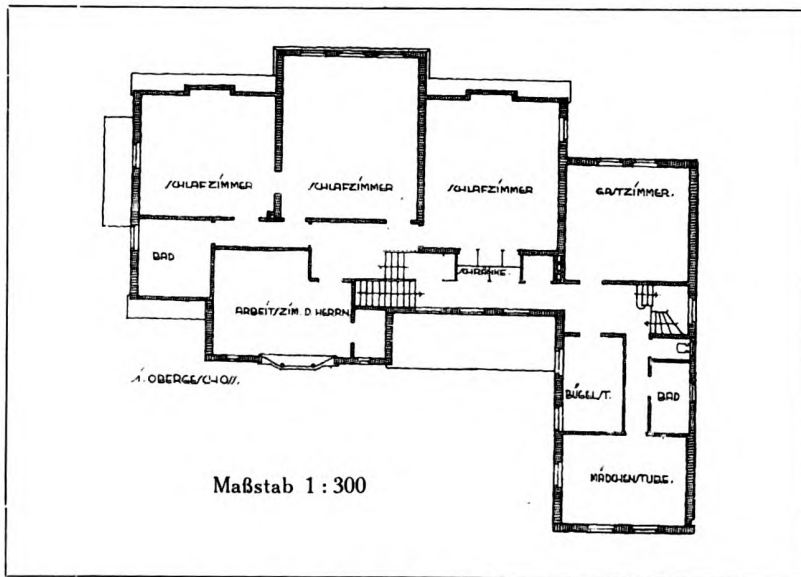 SCHLAFZIMMER
SCHLAFZIMMER
SCHLAFZIMMER
GASTZIMMER.
BAD
SCHRÄNKE.
ARBEITSZIM. D. HERRN.
1. OBERGESCHOSS.
BÜGELST.
BAD
MÄDCHENSTUBE.
Maßstab 1 : 300